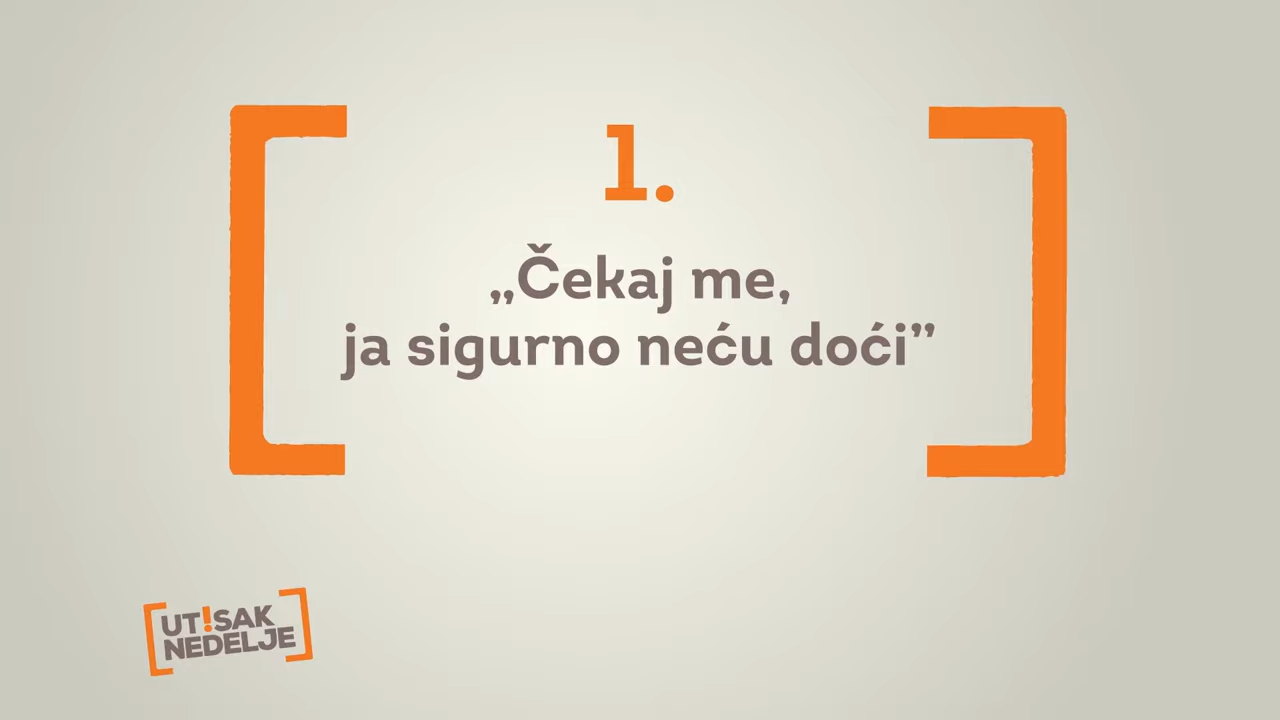 1.
„Čekaj me,
ja sigurno neću doći”
UT!SAK
NEDELJE